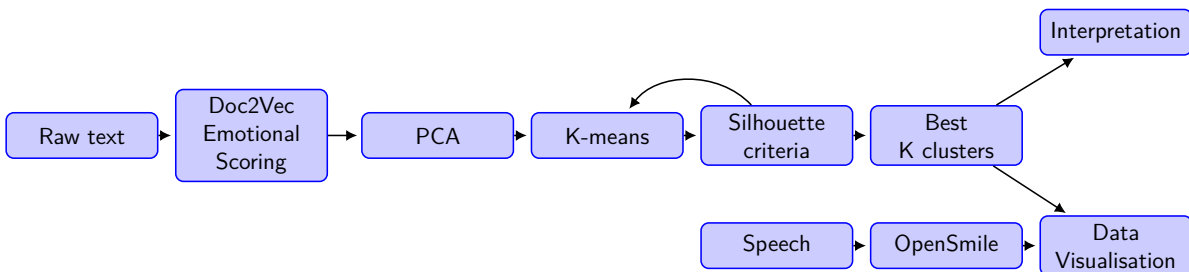 Interpretation
Raw text
Doc2Vec
Emotional
Scoring
PCA
K-means
Silhouette
criteria
Best
K clusters
Speech
OpenSmile
Data
Visualisation